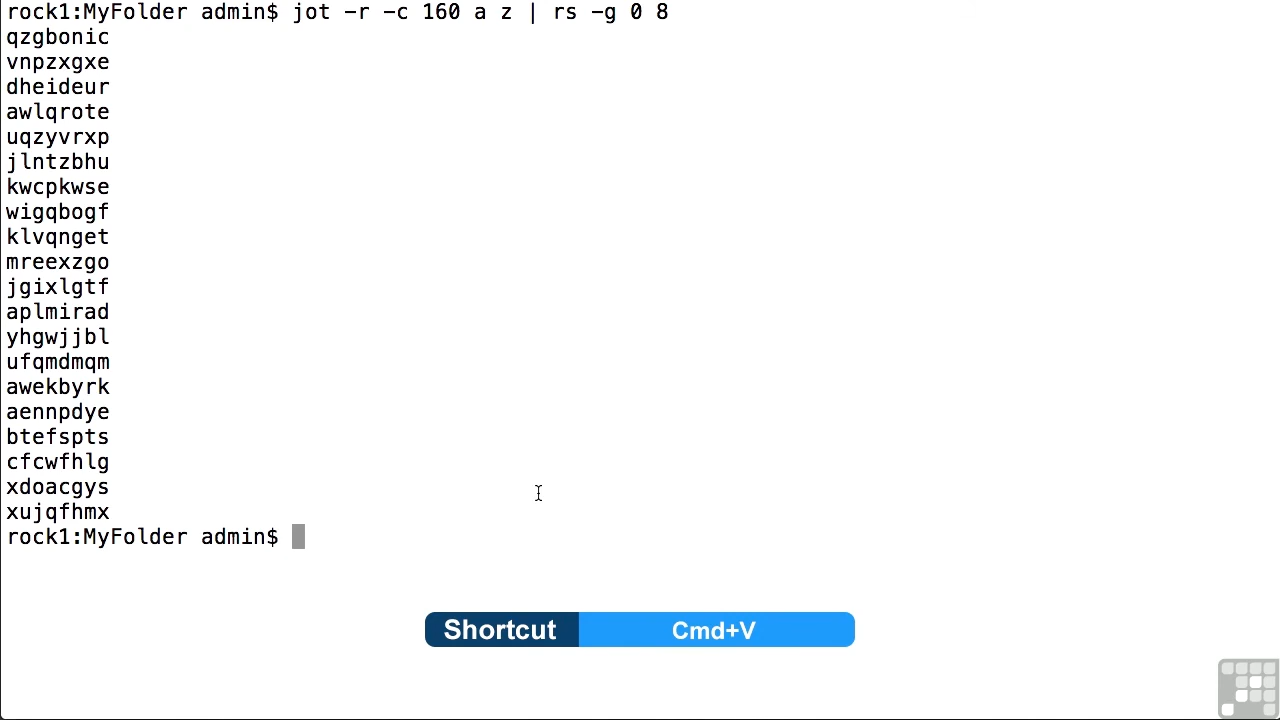 rock1:MyFolder admin$ jot -r -c 160 a z | rs -g 0 8
qzgbonic
vnpzxgxe
dheideur
awlqrote
uqzyvrxp
jlntzbhu
kwcpkwse
wigqbogf
klvqnget
mreexzgo
jgixlgtf
aplmirad
yhgwjjbl
ufqmdmqm
awekbyrk
aennpdye
btefspts
cfcwfhlg
xdoacgys
xujqfhmx
rock1:MyFolder admin$
Shortcut Cmd+V